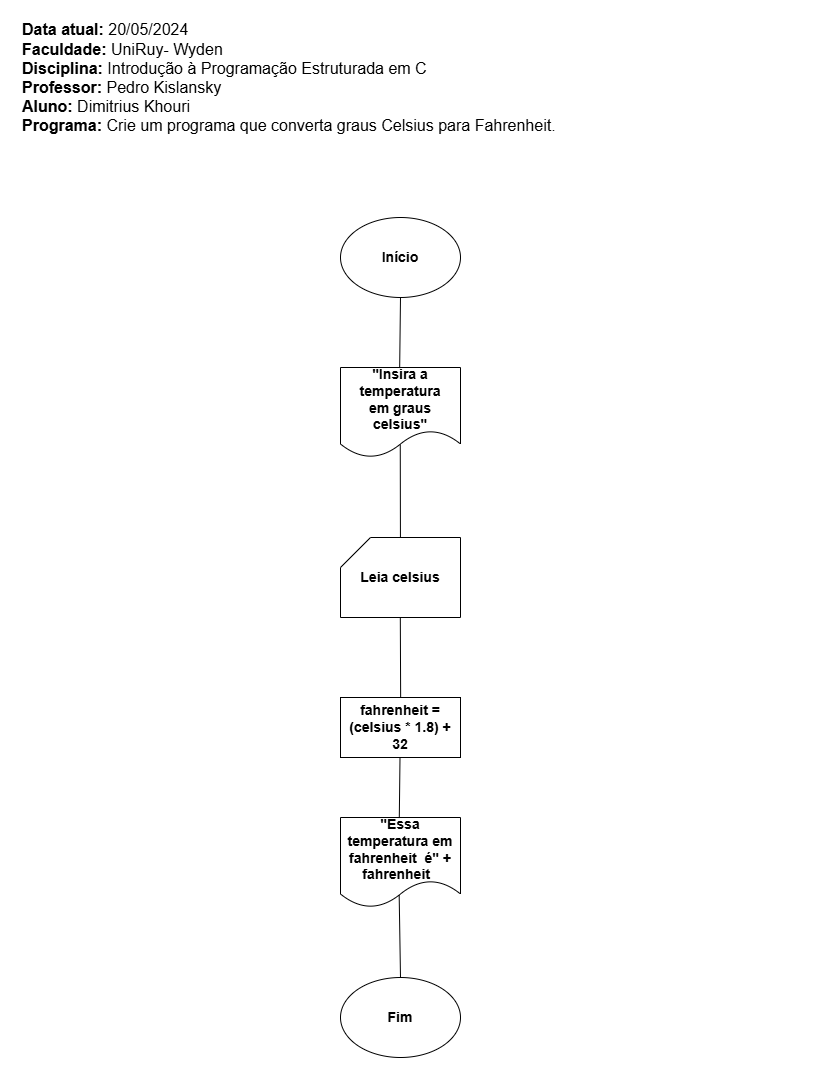 Data atual: 20/05/2024
Faculdade: UniRuy- Wyden
Disciplina: Introdução à Programação Estruturada em C
Professor: Pedro Kislansky
Aluno: Dimitrius Khouri
Programa: Crie um programa que converta graus Celsius para Fahrenheit.
Início
"Insira a
temperatura
em graus
celsius"
Leia celsius
fahrenheit =
(celsius * 1.8) +
32
"Essa
temperatura em
fahrenheit  é" +
fahrenheit
Fim